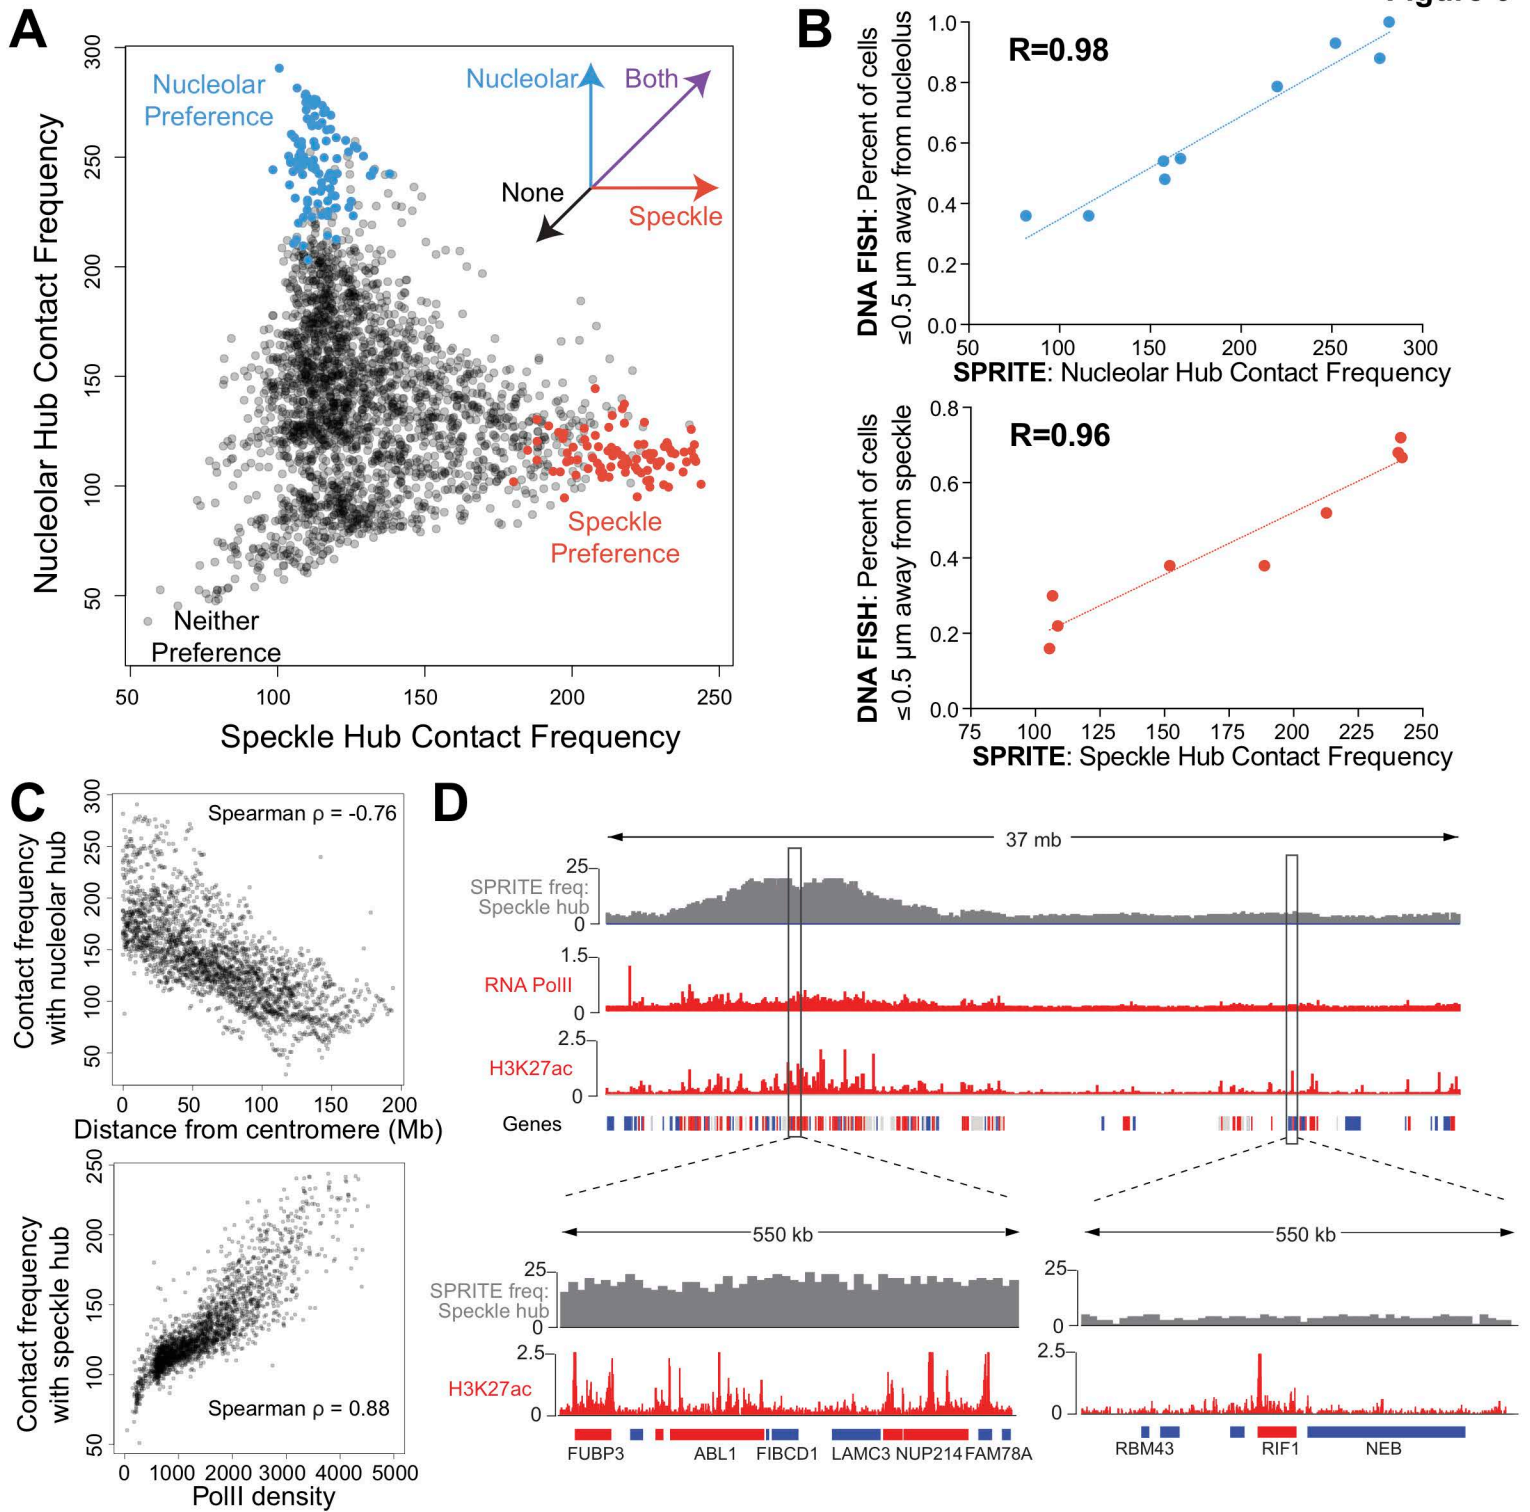 A
Nucleolar
Preference
Nucleolar
Both
None
Speckle
Speckle
Preference
Neither
Preference
300
250
200
150
100
50
Nucleolar Hub Contact Frequency
50
100
150
200
250
Speckle Hub Contact Frequency
B
R=0.98
DNA FISH: Percent of cells
≤0.5 µm away from nucleolus
1.0
0.8
0.6
0.4
0.2
0.0
50
100
150
200
250
300
SPRITE: Nucleolar Hub Contact Frequency
R=0.96
DNA FISH: Percent of cells
≤0.5 µm away from speckle
0.8
0.6
0.4
0.2
0.0
75
100
125
150
175
200
225
250
SPRITE: Speckle Hub Contact Frequency
C
Spearman ρ = -0.76
Contact frequency
with nucleolar hub
300
250
200
150
100
50
0
50
100
150
200
Distance from centromere (Mb)
Contact frequency
with speckle hub
250
200
150
100
50
Spearman ρ = 0.88
0
1000
2000
3000
4000
5000
PolII density
D
37 mb
SPRITE freq:
Speckle hub
25
0
RNA PolII
1.5
0
H3K27ac
2.5
0
Genes
550 kb
SPRITE freq:
Speckle hub
25
0
H3K27ac
2.5
0
FUBP3
ABL1
FIBCD1
LAMC3
NUP214
FAM78A
550 kb
25
0
2.5
0
RBM43
RIF1
NEB